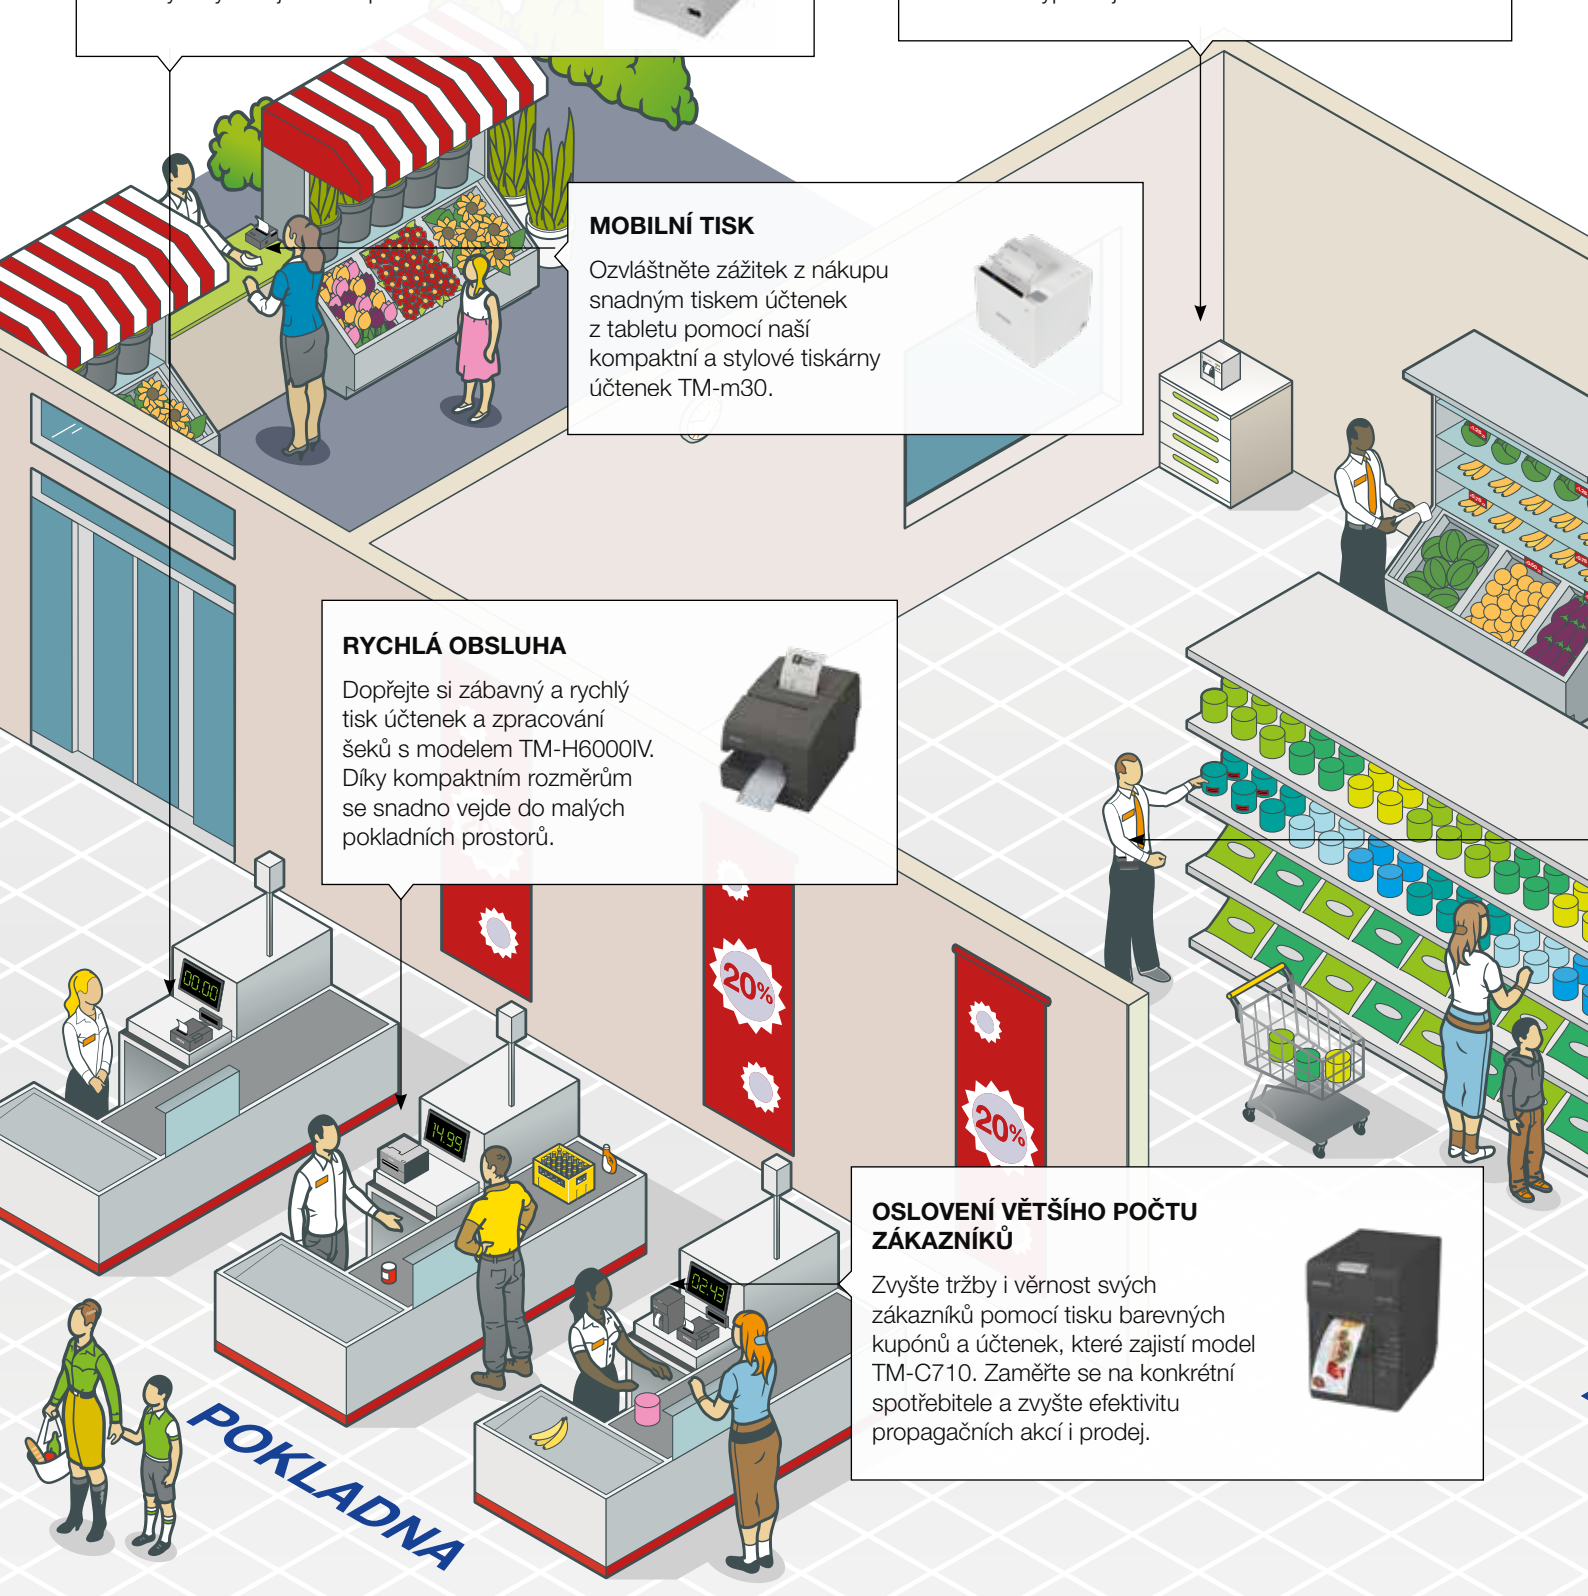 MOBILNÍ TISK
Ozvláštněte zážitek z nákupu
snadným tiskem účtenek
z tabletu pomocí naší
kompaktní a stylové tiskárny
účtenek TM-m30.
RYCHLÁ OBSLUHA
Dopřejte si zábavný a rychlý
tisk účtenek a zpracování
šeků s modelem TM-H6000IV.
Díky kompaktním rozměrům
se snadno vejde do malých
pokladních prostorů.
20%
20%
00.00
14.99
02.43
OSLOVENÍ VĚTŠÍHO POČTU
ZÁKAZNÍKŮ
Zvyšte tržby i věrnost svých
zákazníků pomocí tisku barevných
kupónů a účtenek, které zajistí model
TM-C710. Zaměřte se na konkrétní
spotřebitele a zvyšte efektivitu
propagačních akcí i prodej.
POKLADNA